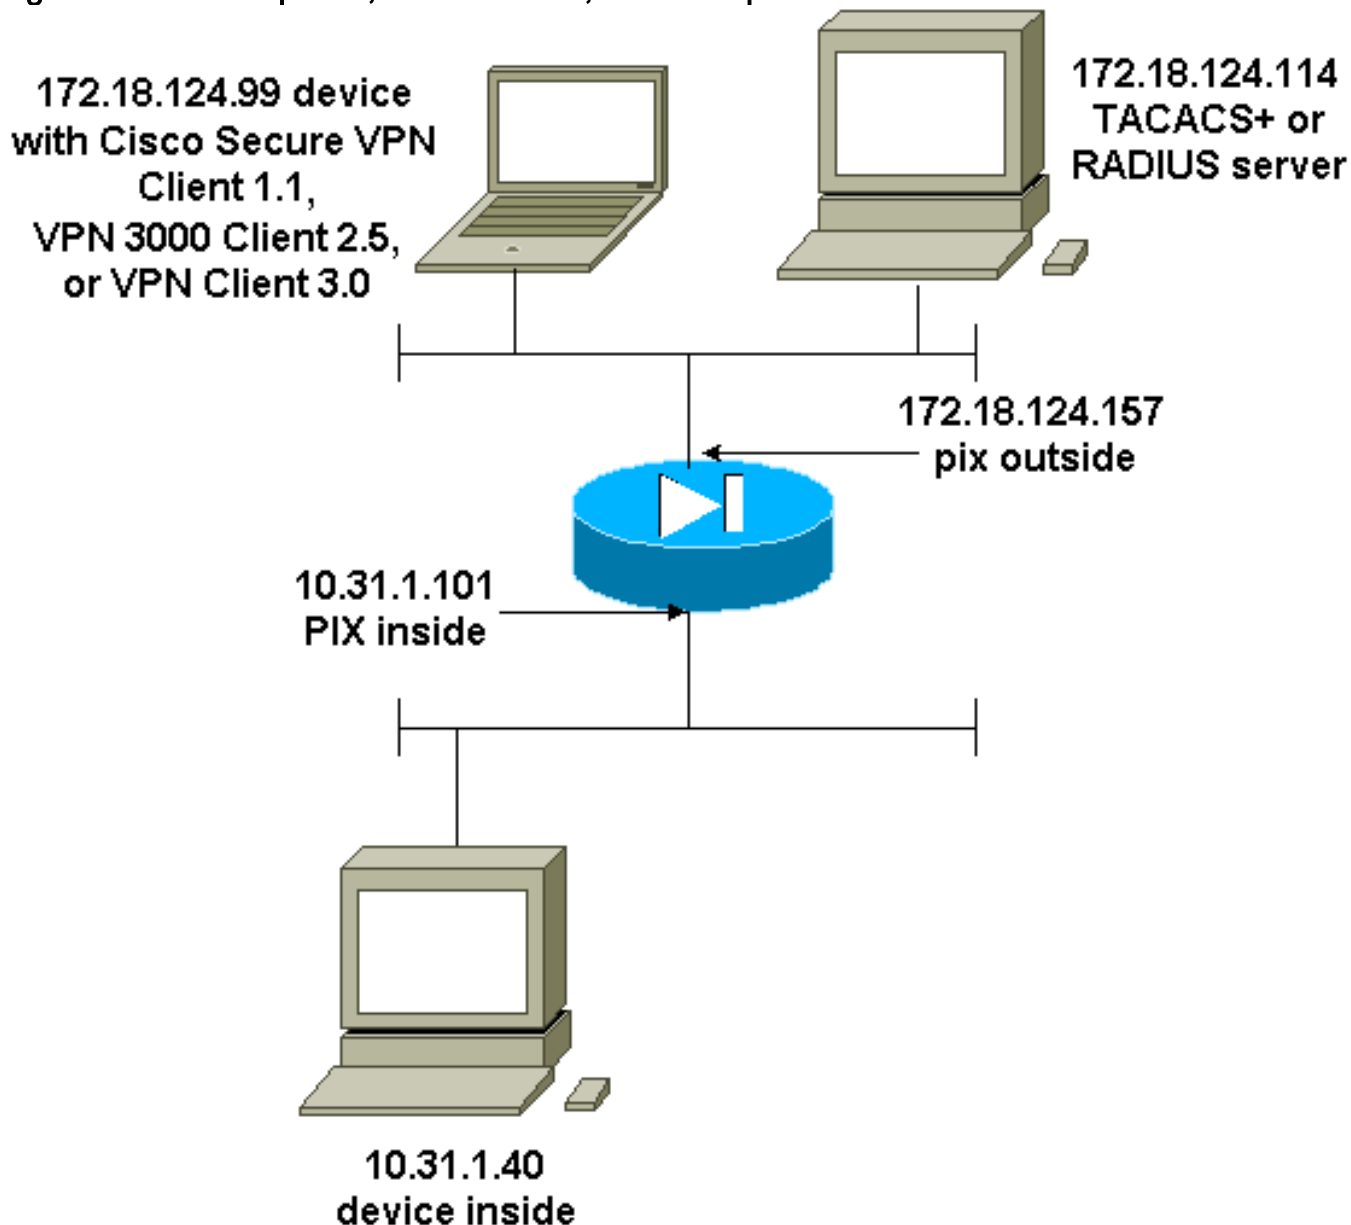 172.18.124.99 device
with Cisco Secure VPN
Client 1.1,
VPN 3000 Client 2.5,
or VPN Client 3.0
172.18.124.114
TACACS+ or
RADIUS server
172.18.124.157
pix outside
10.31.1.101
PIX inside
10.31.1.40
device inside